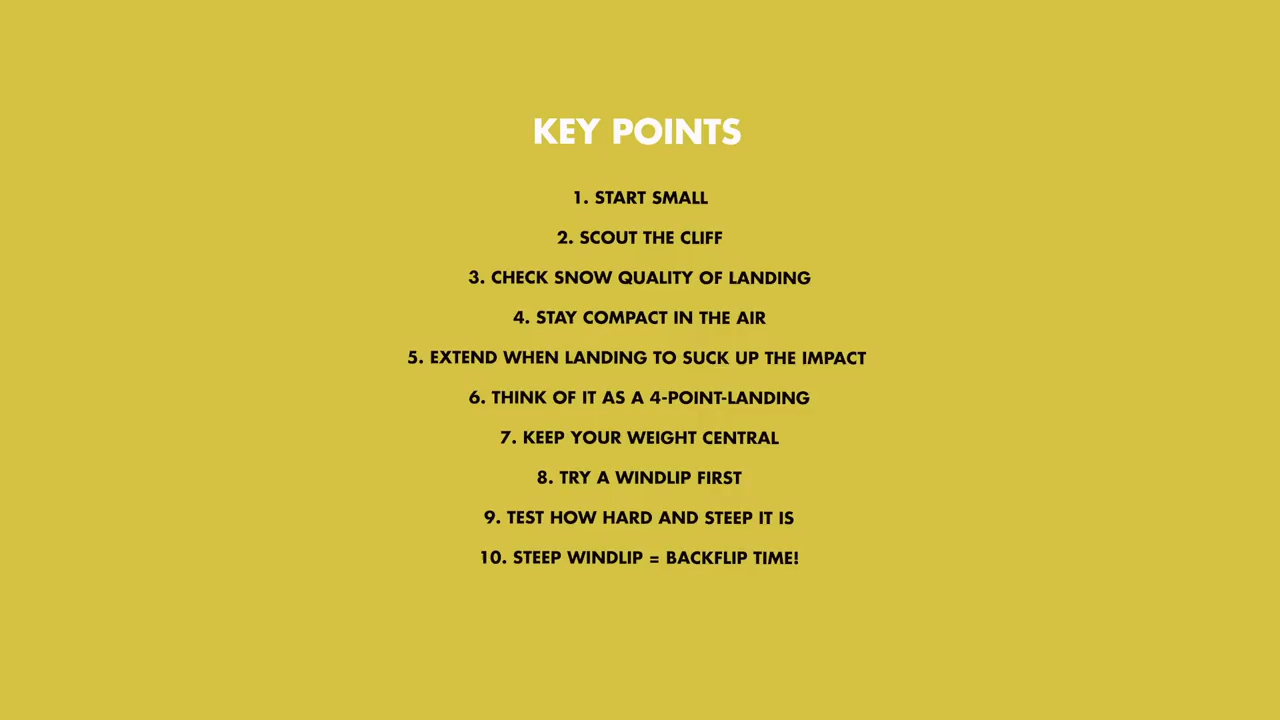 KEY POINTS
1. START SMALL
2. SCOUT THE CLIFF
3. CHECK SNOW QUALITY OF LANDING
4. STAY COMPACT IN THE AIR
5. EXTEND WHEN LANDING TO SUCK UP THE IMPACT
6. THINK OF IT AS A 4-POINT-LANDING
7. KEEP YOUR WEIGHT CENTRAL
8. TRY A WINDLIP FIRST
9. TEST HOW HARD AND STEEP IT IS
10. STEEP WINDLIP = BACKFLIP TIME!